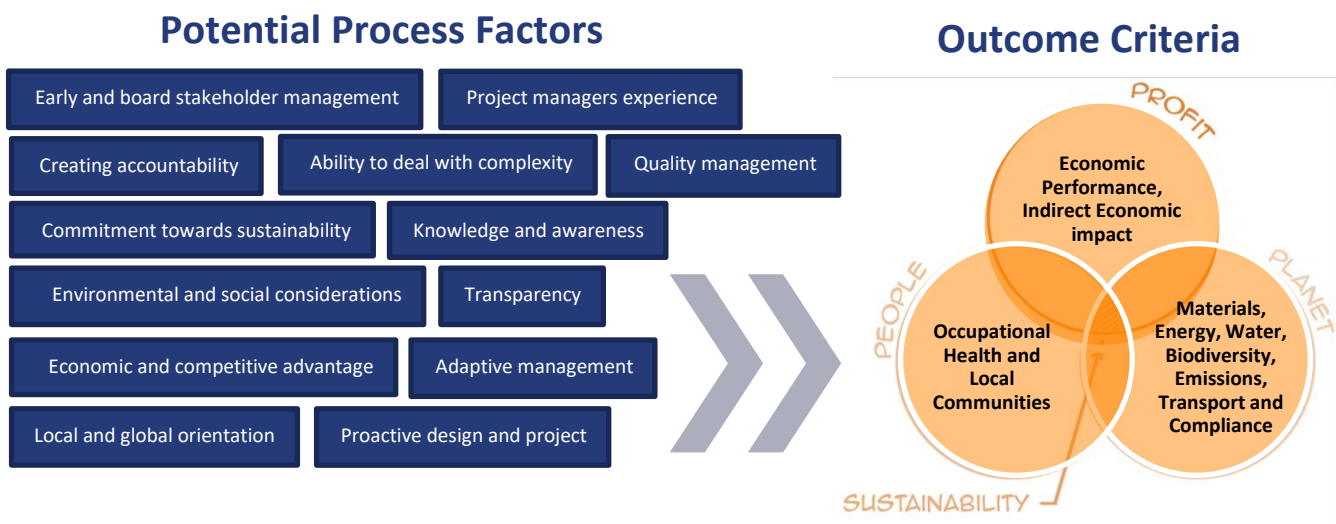 Potential Process Factors
Early and board stakeholder management
Project managers experience
Creating accountability
Ability to deal with complexity
Quality management
Commitment towards sustainability
Knowledge and awareness
Environmental and social considerations
Transparency
Economic and competitive advantage
Adaptive management
Local and global orientation
Proactive design and project
Outcome Criteria
PROFIT
Economic
Performance,
Indirect Economic
impact
PEOPLE
Occupational
Health and
Local
Communities
PLANET
Materials,
Energy, Water,
Biodiversity,
Emissions,
Transport and
Compliance
SUSTAINABILITY